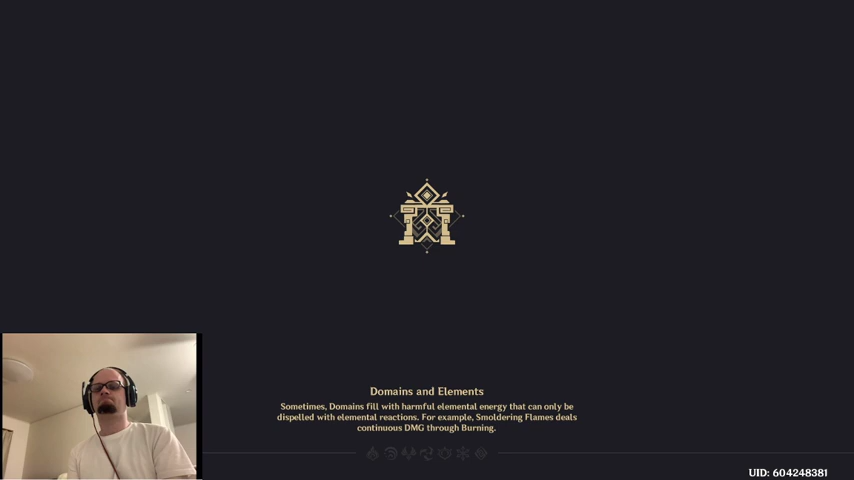 Domains and Elements
Sometimes, Domains fill with harmful elemental energy that can only be
dispelled with elemental reactions. For example, Smoldering Flames deals
continuous DMG through Burning.
UID: 604248381